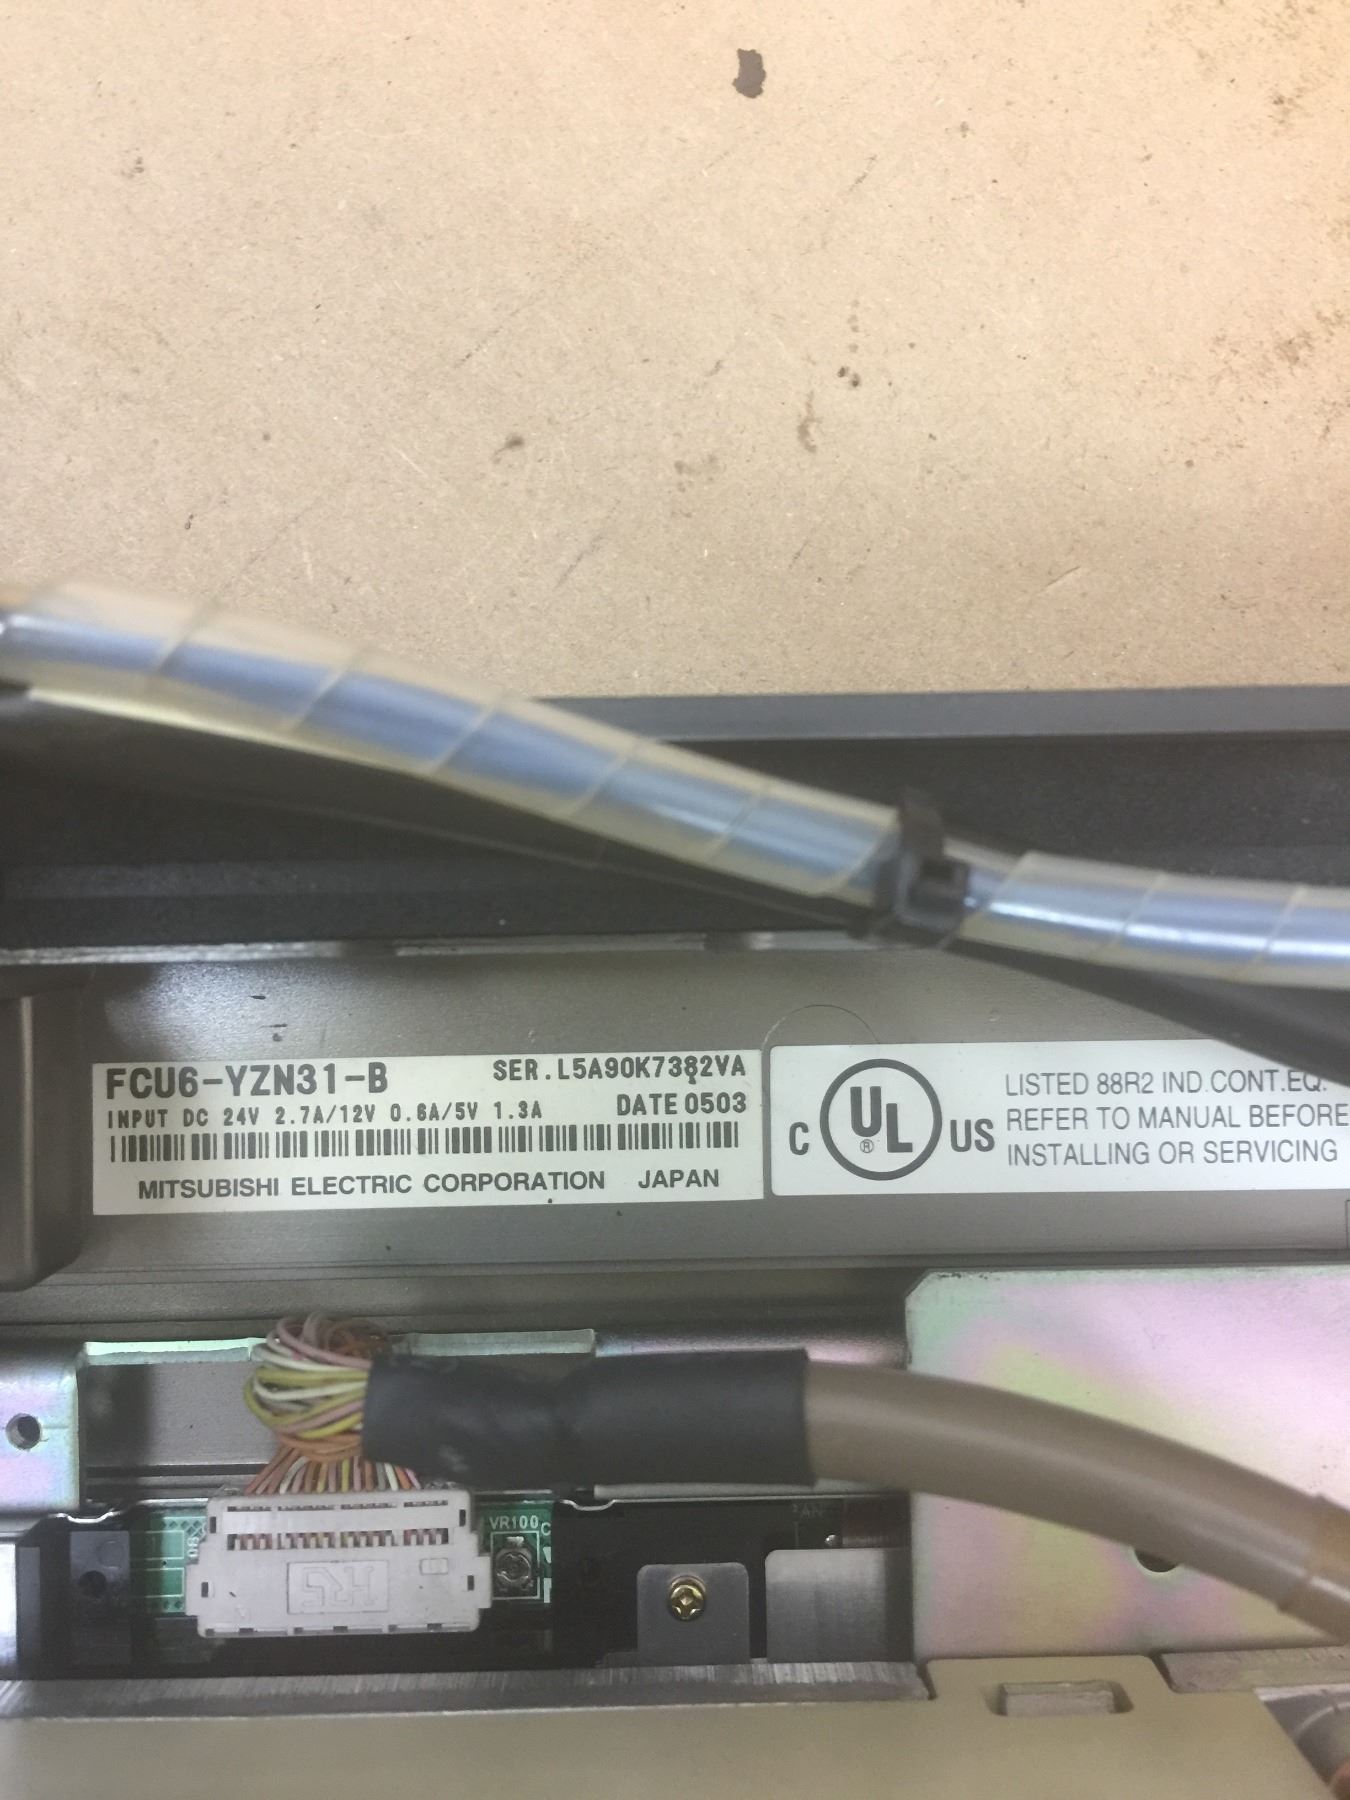 FCU6-YZN31-B SER.L5A90K7382VA
INPUT DC 24V 2.7A/12V 0.6A/5V 1.3A DATE 0503
MITSUBISHI ELECTRIC CORPORATION JAPAN
C UL ® US
LISTED 88R2 IND.CONT.EQ.
REFER TO MANUAL BEFORE
INSTALLING OR SERVICING
VR100
HRS